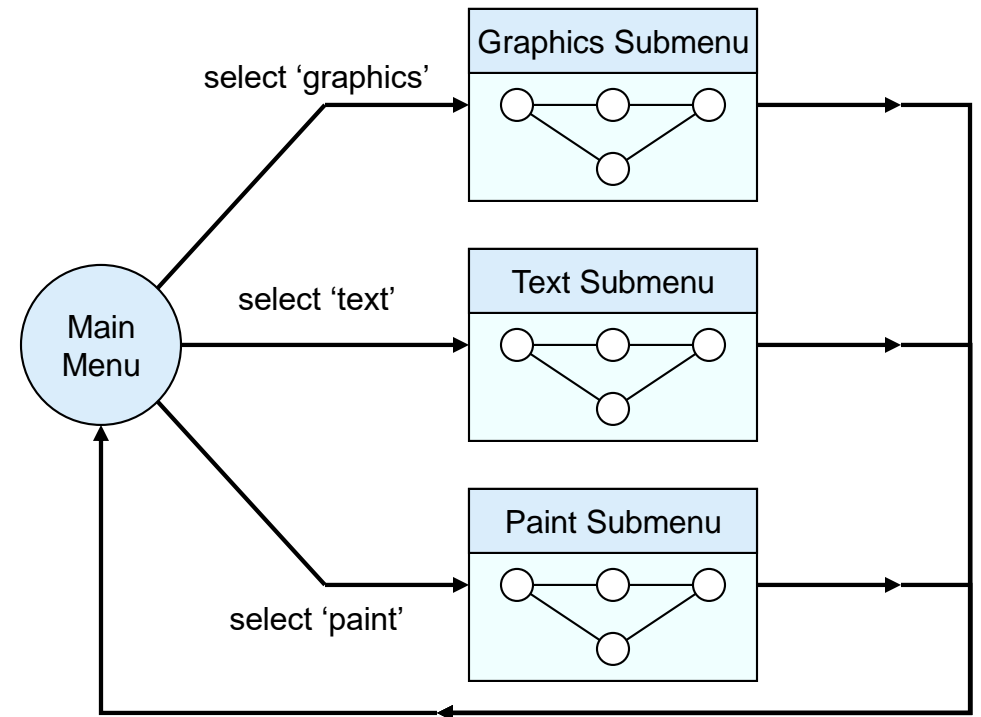 Graphics Submenu
select ‘graphics’
Text Submenu
select ‘text’
Main
Menu
Paint Submenu
select ‘paint’